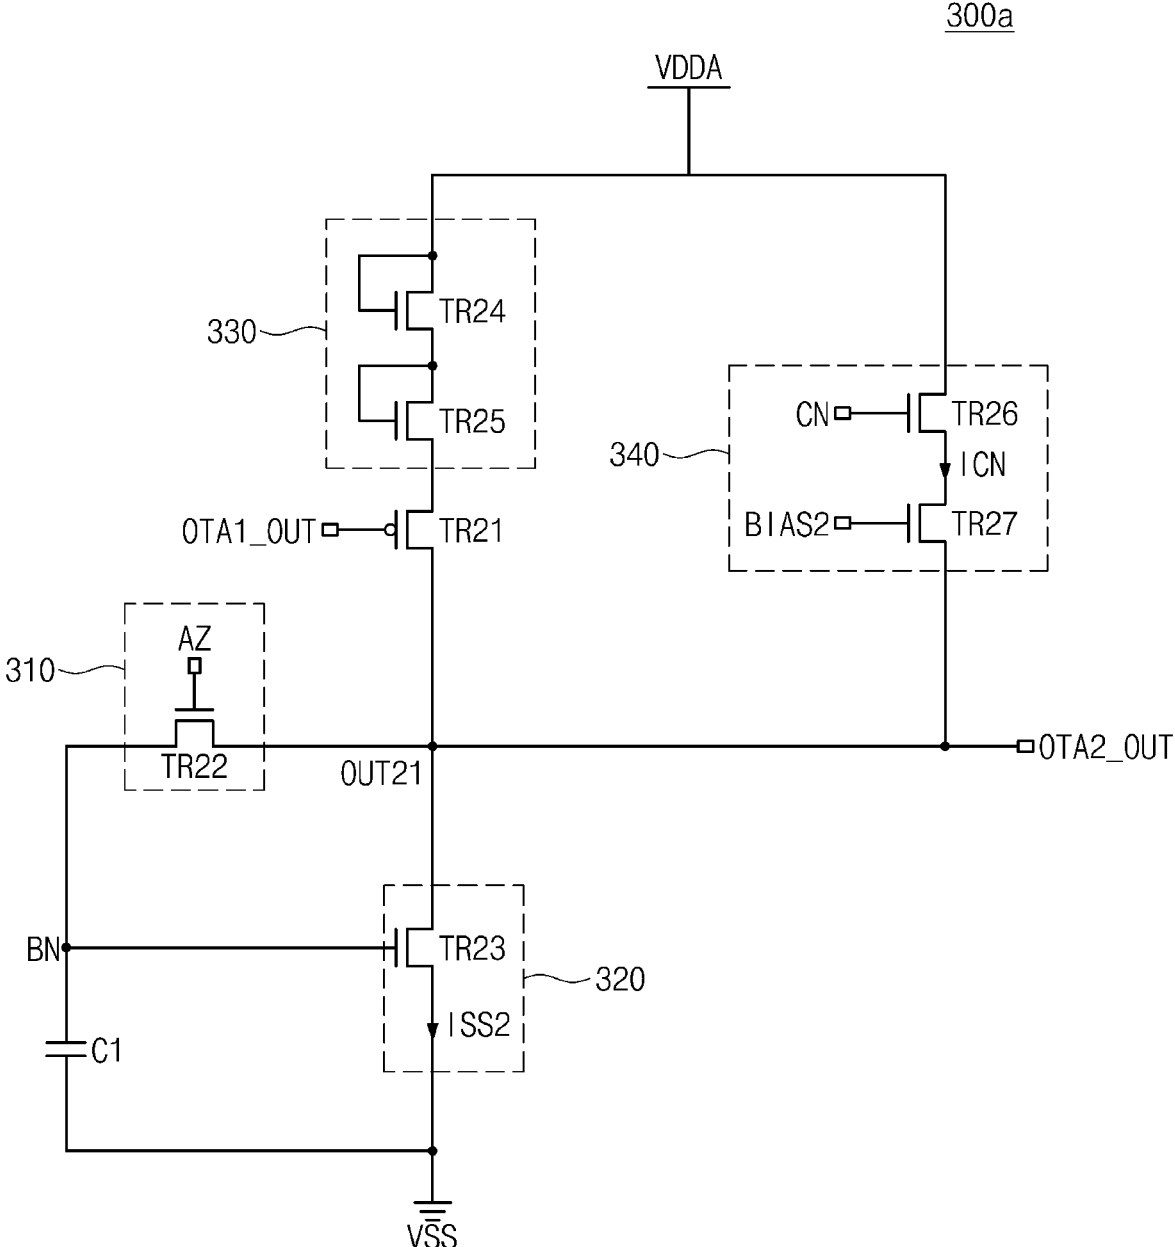 300a
VDDA
TR24
330
TR25
CN
TR26
340
ICN
OTA1_OUT
TR21
BIAS2
TR27
AZ
310
TR22
OUT21
OTA2_OUT
BN
TR23
320
ISS2
C1
VSS